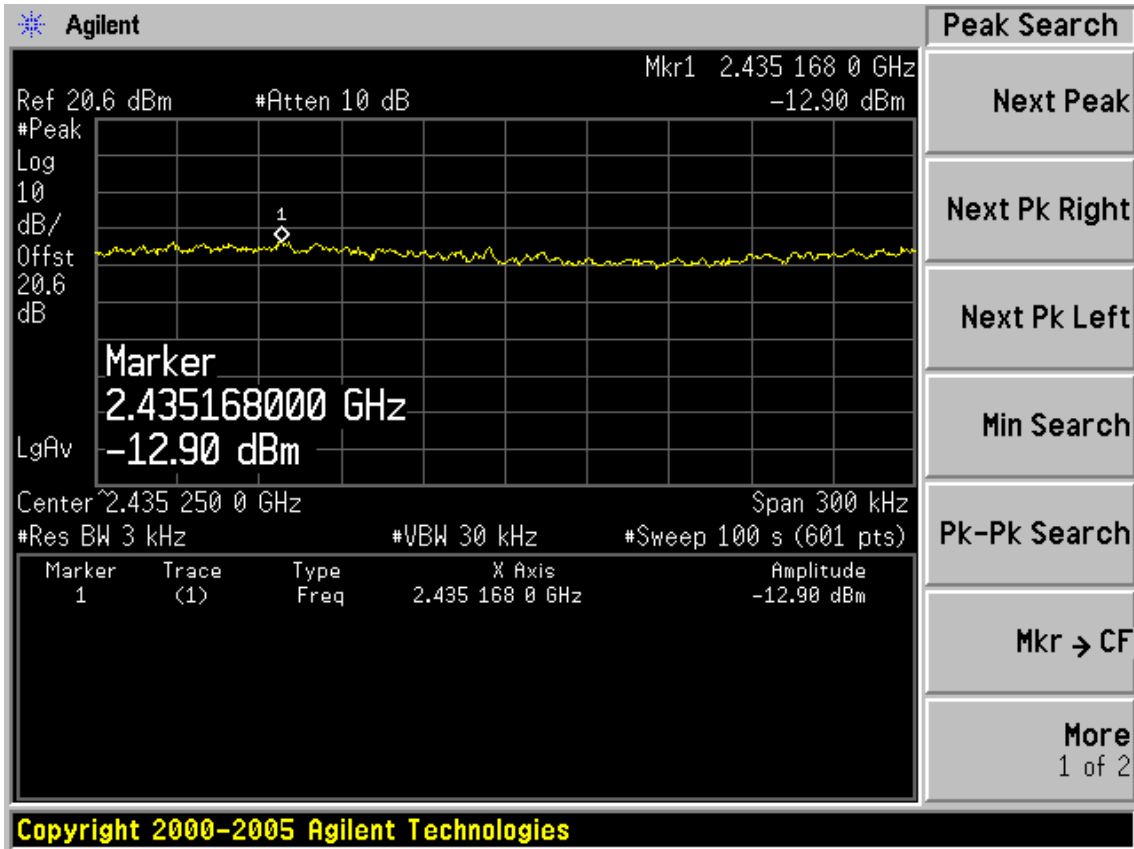 Agilent
Peak Search
Mkr1 2.435 168 0 GHz
Ref 20.6 dBm #Atten 10 dB -12.90 dBm
#Peak
Log
10
dB/
Offst
20.6
dB
1
Marker
2.435168000 GHz
-12.90 dBm
LgAv
Center ^2.435 250 0 GHz Span 300 kHz
#Res BW 3 kHz #VBW 30 kHz #Sweep 100 s (601 pts)
Marker Trace Type X Axis Amplitude
1 (1) Freq 2.435 168 0 GHz -12.90 dBm
Next Peak
Next Pk Right
Next Pk Left
Min Search
Pk-Pk Search
Mkr → CF
More
1 of 2
Copyright 2000-2005 Agilent Technologies